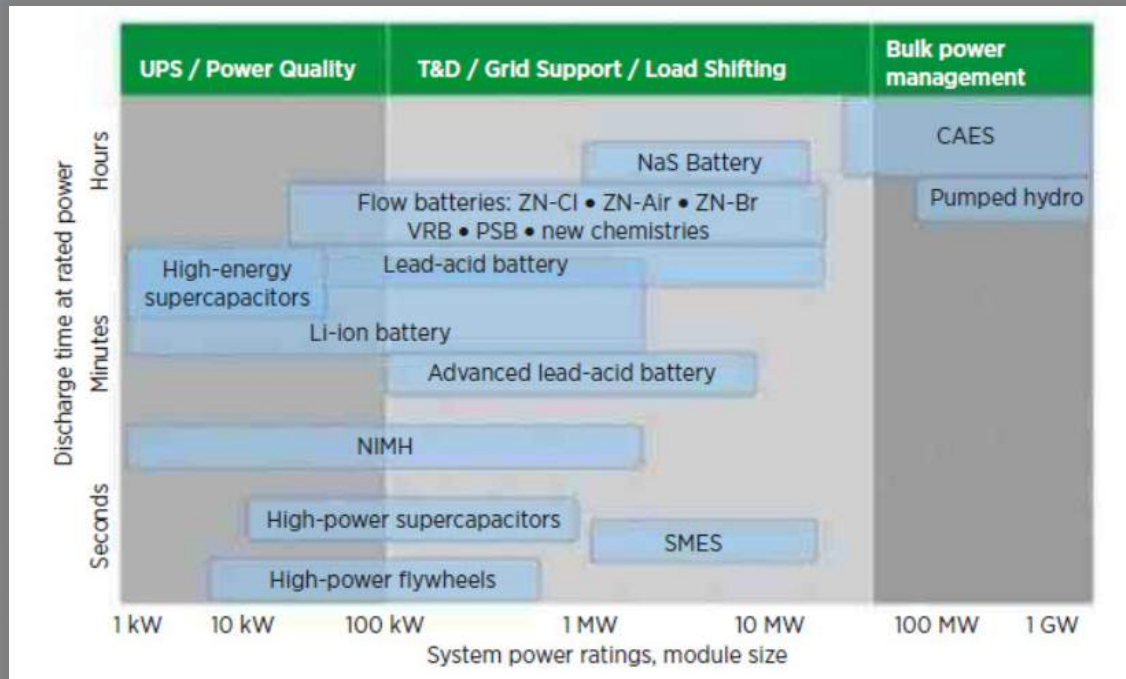 UPS / Power Quality
T&D / Grid Support / Load Shifting
Bulk power
management
Discharge time at rated power
Hours
Minutes
Seconds
CAES
NaS Battery
Pumped hydro
Flow batteries: ZN-Cl • ZN-Air • ZN-Br
VRB • PSB • new chemistries
Lead-acid battery
High-energy
supercapacitors
Li-ion battery
Advanced lead-acid battery
NIMH
High-power supercapacitors
SMES
High-power flywheels
1 kW 10 kW 100 kW 1 MW 10 MW 100 MW 1 GW
System power ratings, module size